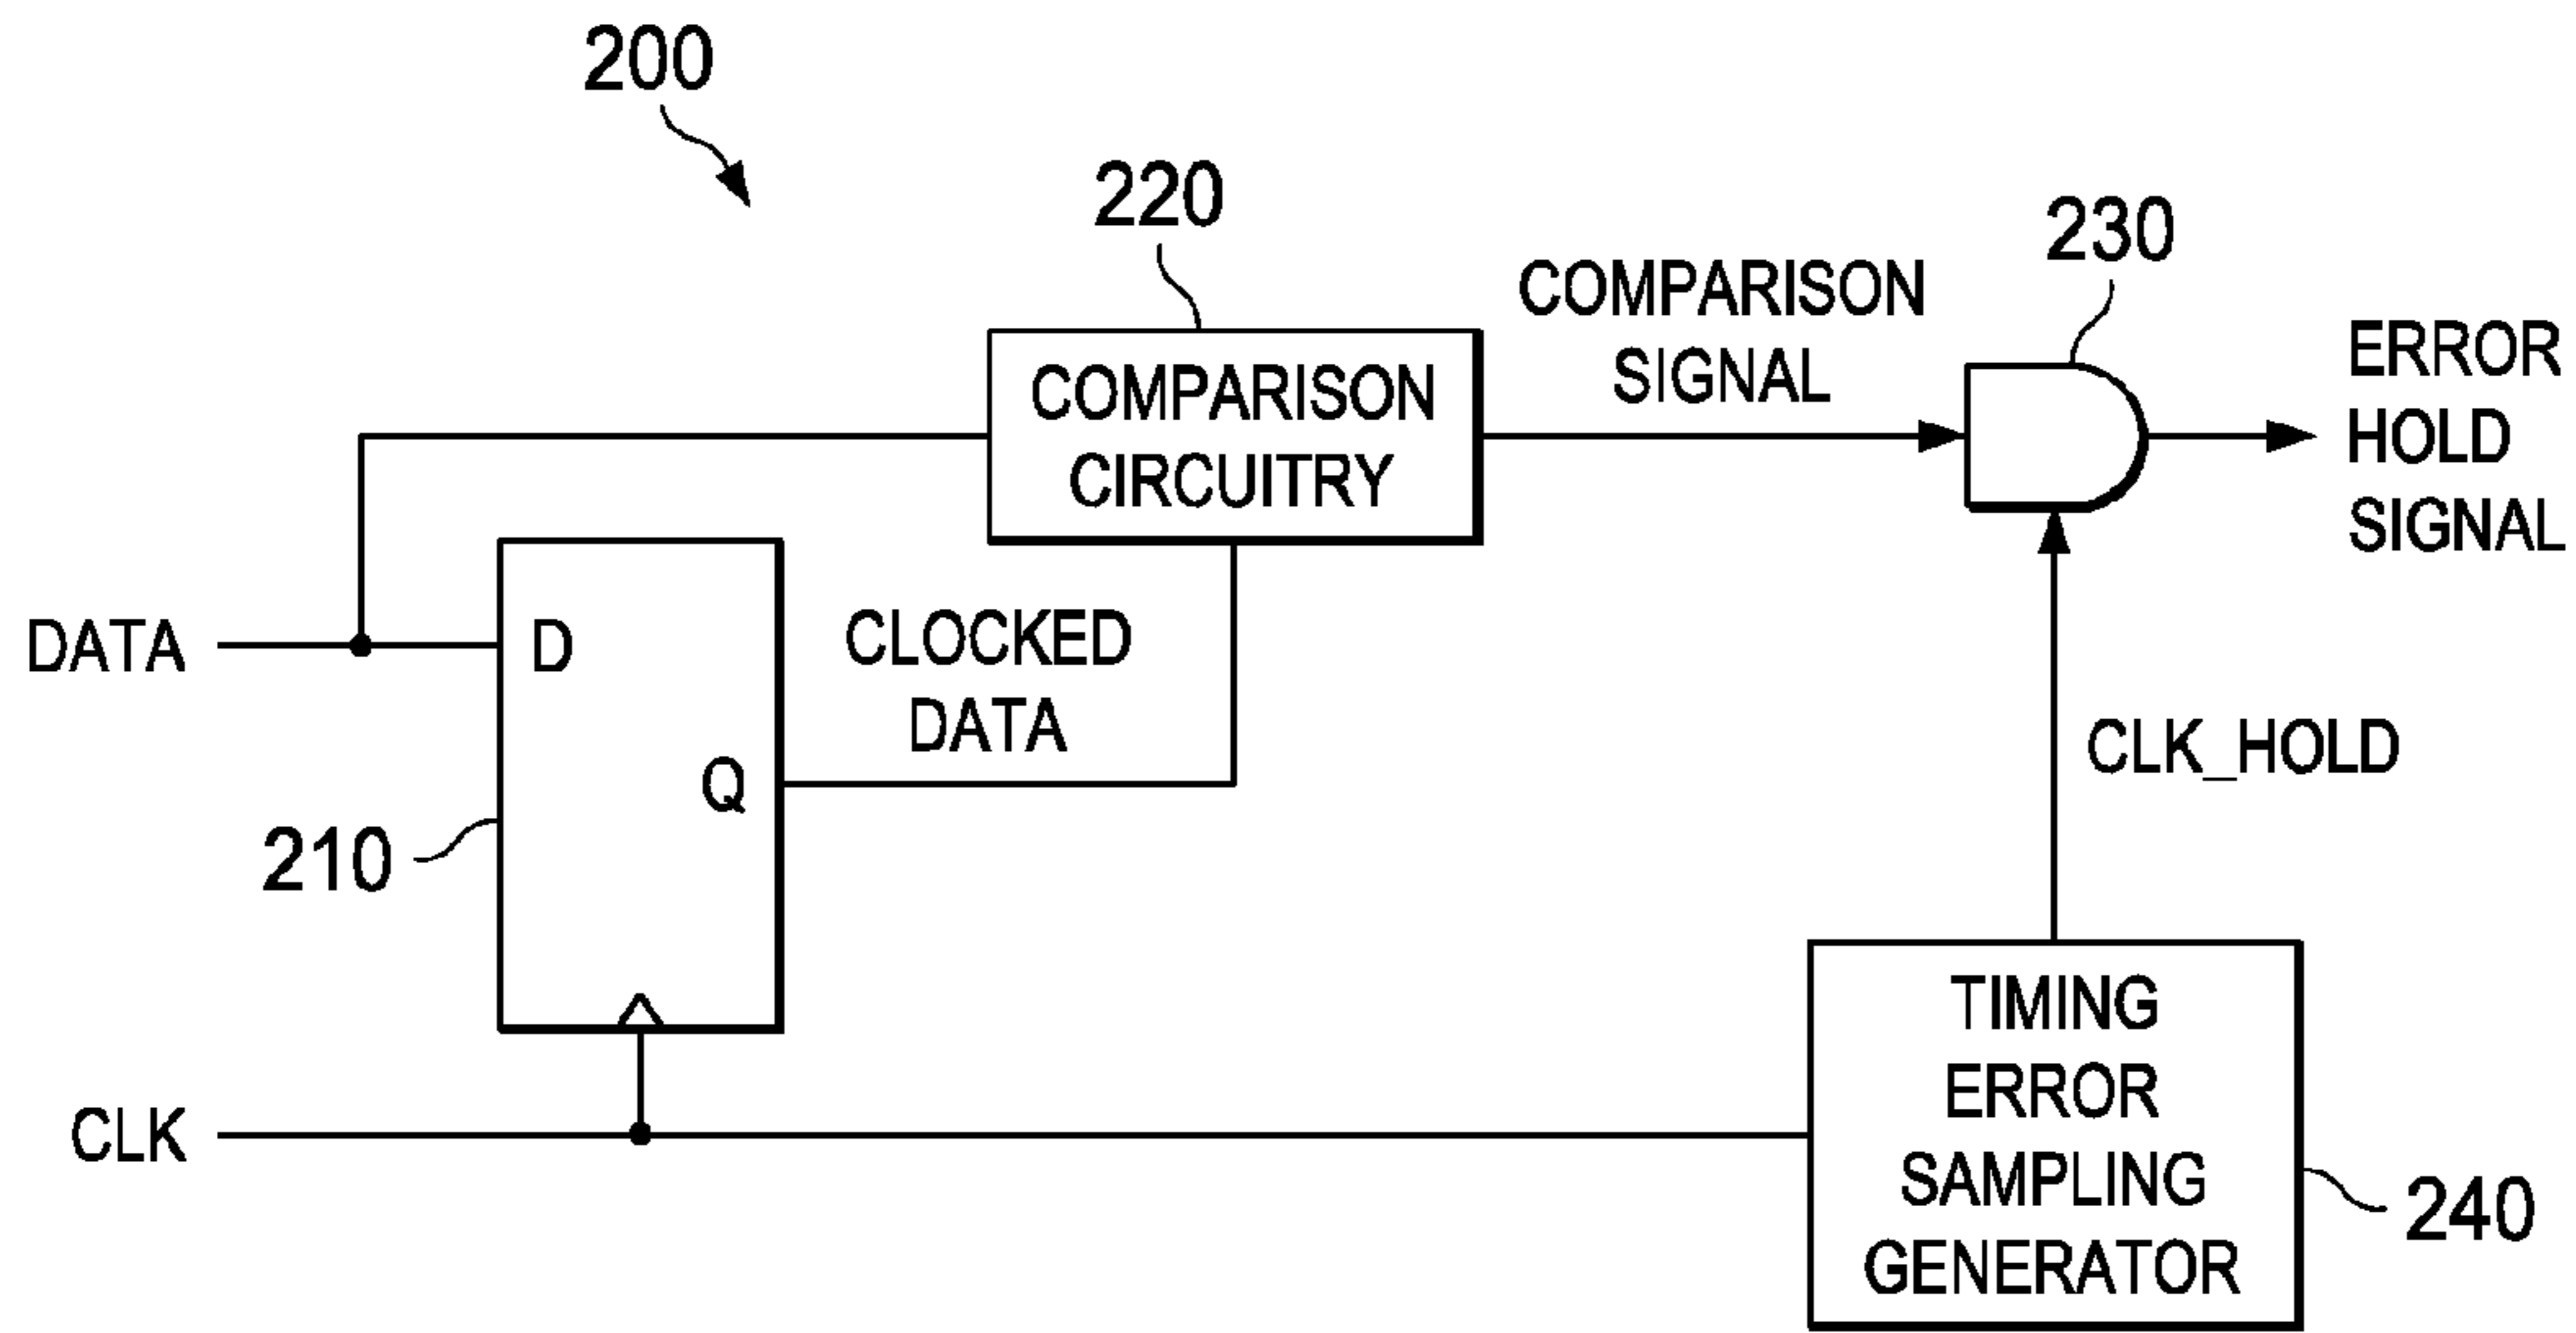 200
220
230
COMPARISON
SIGNAL
ERROR
HOLD
SIGNAL
COMPARISON
CIRCUITRY
DATA
D
CLOCKED
DATA
Q
CLK_HOLD
210
CLK
TIMING
ERROR
SAMPLING
GENERATOR
240